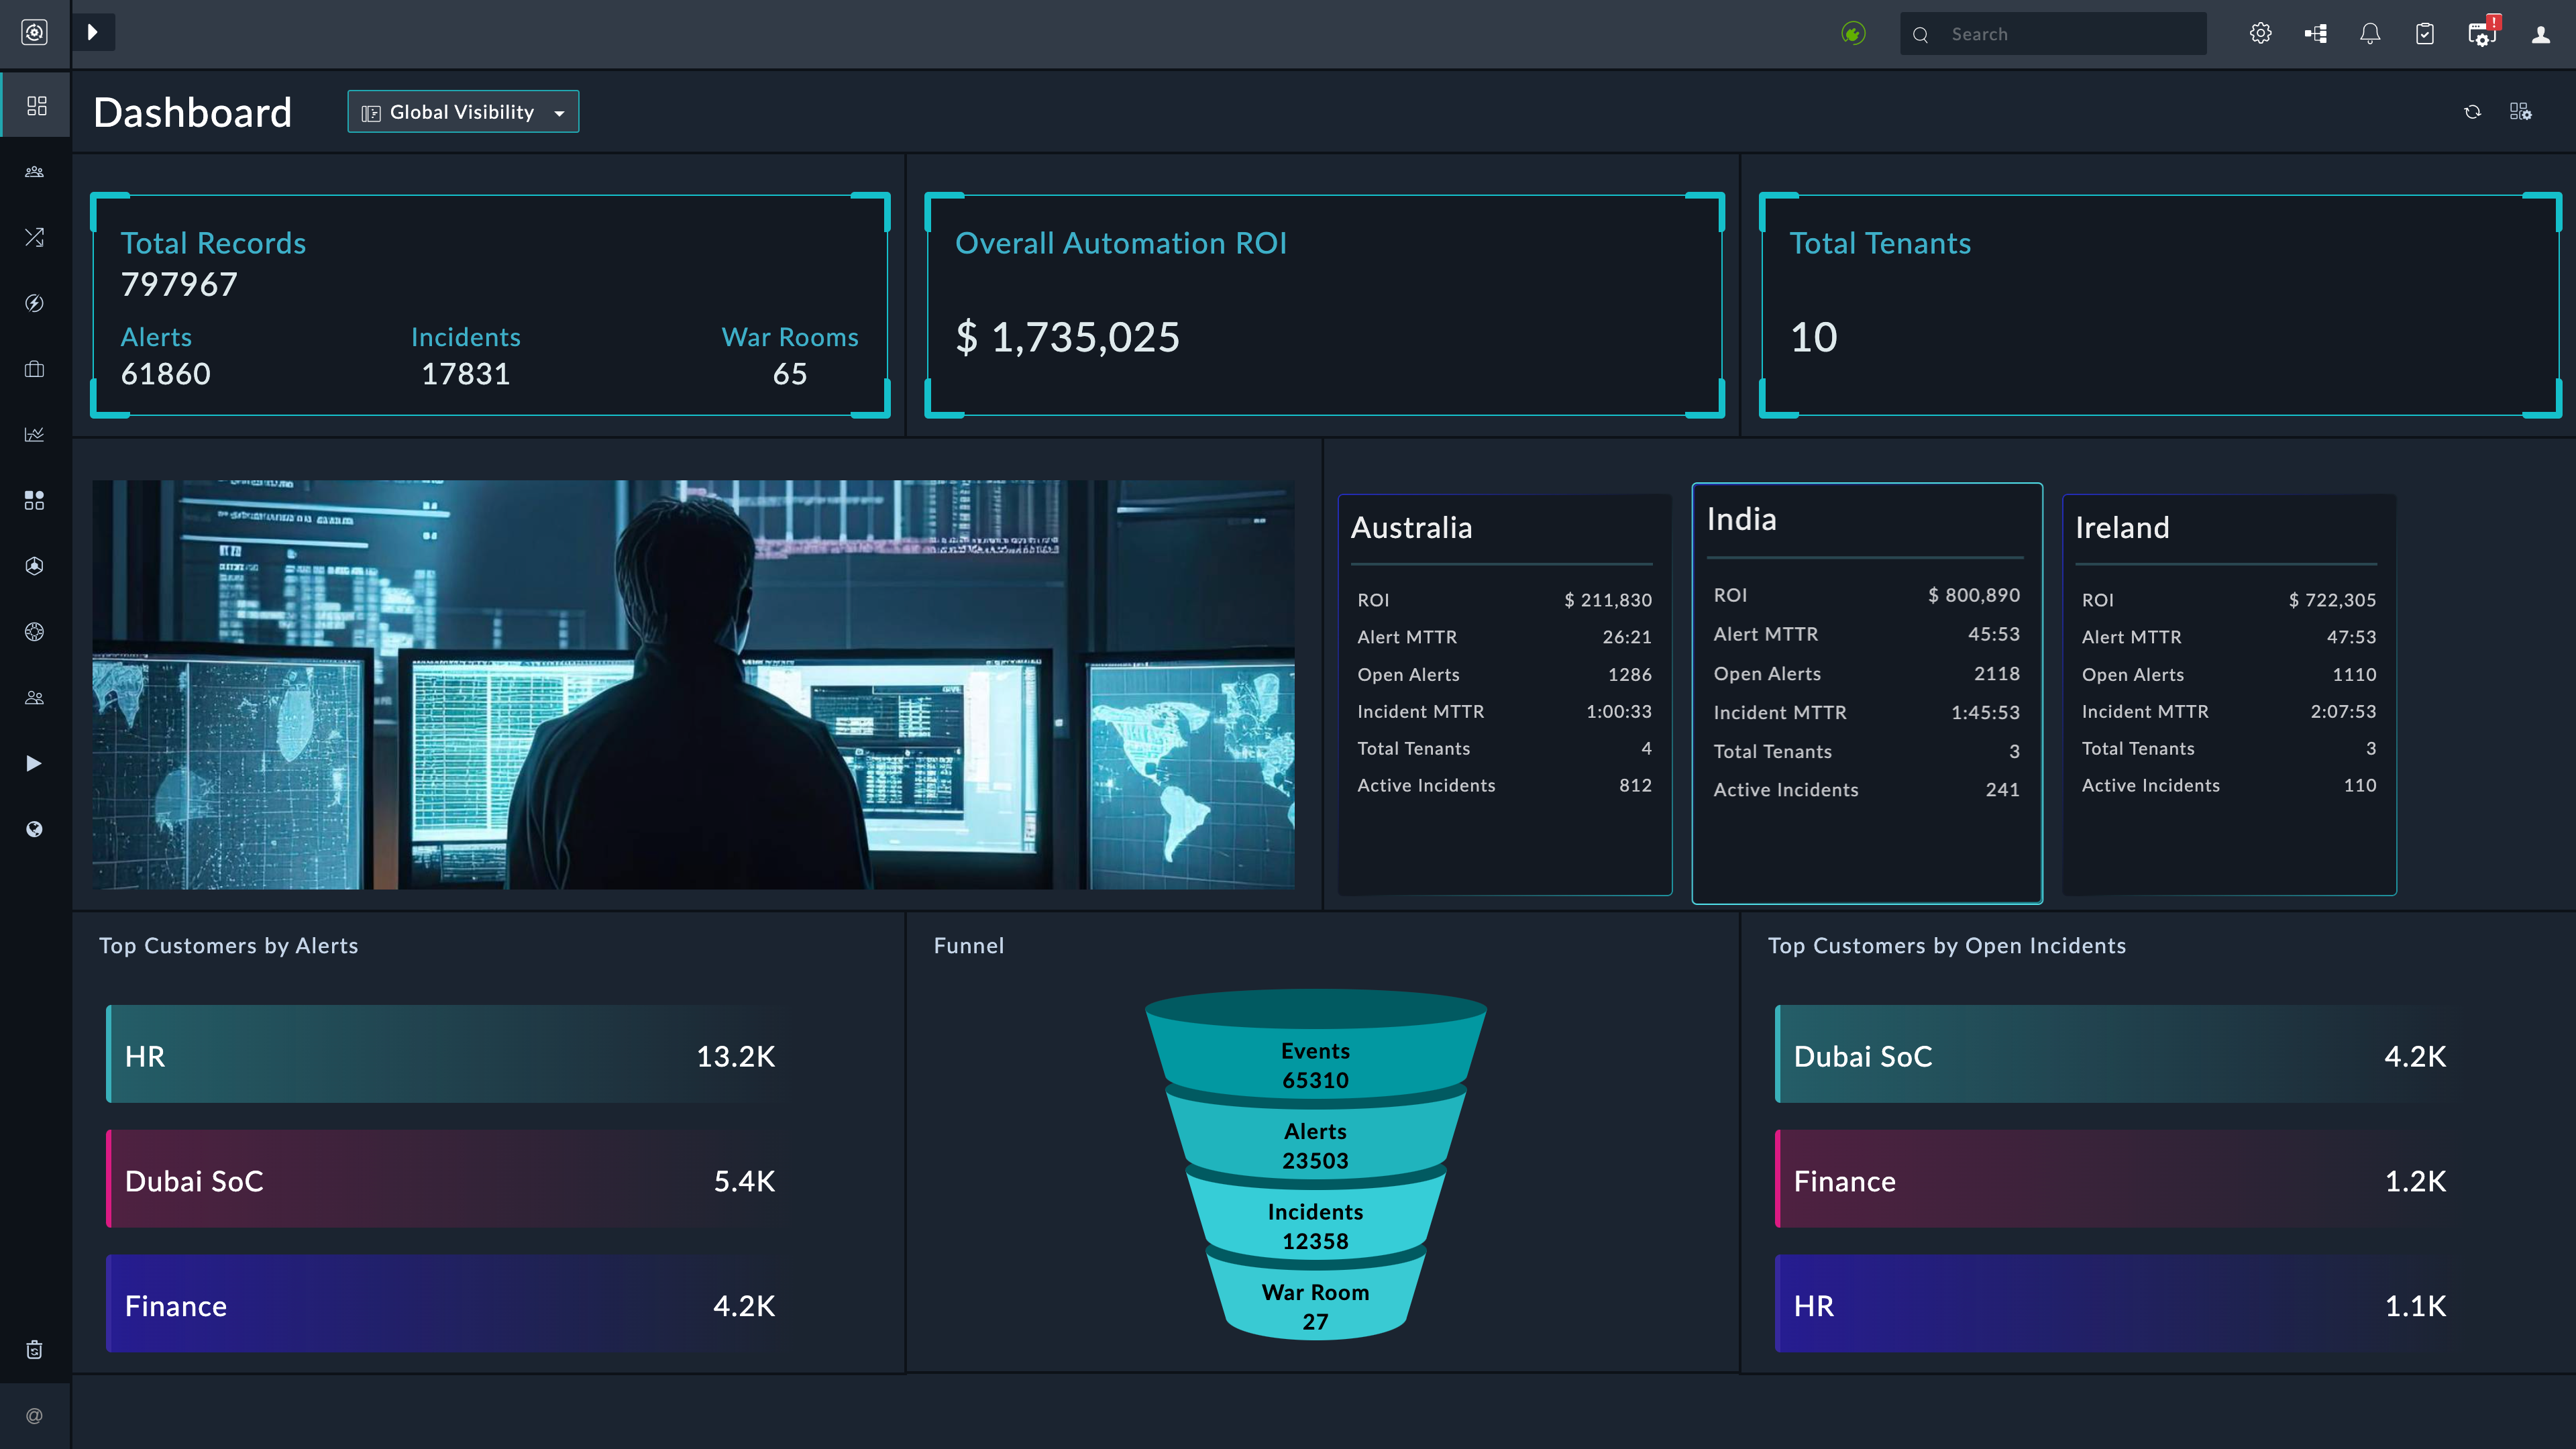 Search
!
Dashboard
Global Visibility
Total Records
797967
Alerts
Incidents
War Rooms
61860
17831
65
Overall Automation ROI
$ 1,735,025
Total Tenants
10
Australia
ROI $ 211,830
Alert MTTR 26:21
Open Alerts 1286
Incident MTTR 1:00:33
Total Tenants 4
Active Incidents 812
India
ROI $ 800,890
Alert MTTR 45:53
Open Alerts 2118
Incident MTTR 1:45:53
Total Tenants 3
Active Incidents 241
Ireland
ROI $ 722,305
Alert MTTR 47:53
Open Alerts 1110
Incident MTTR 2:07:53
Total Tenants 3
Active Incidents 110
Top Customers by Alerts
HR 13.2K
Dubai SoC 5.4K
Finance 4.2K
Funnel
Events
65310
Alerts
23503
Incidents
12358
War Room
27
Top Customers by Open Incidents
Dubai SoC 4.2K
Finance 1.2K
HR 1.1K
@